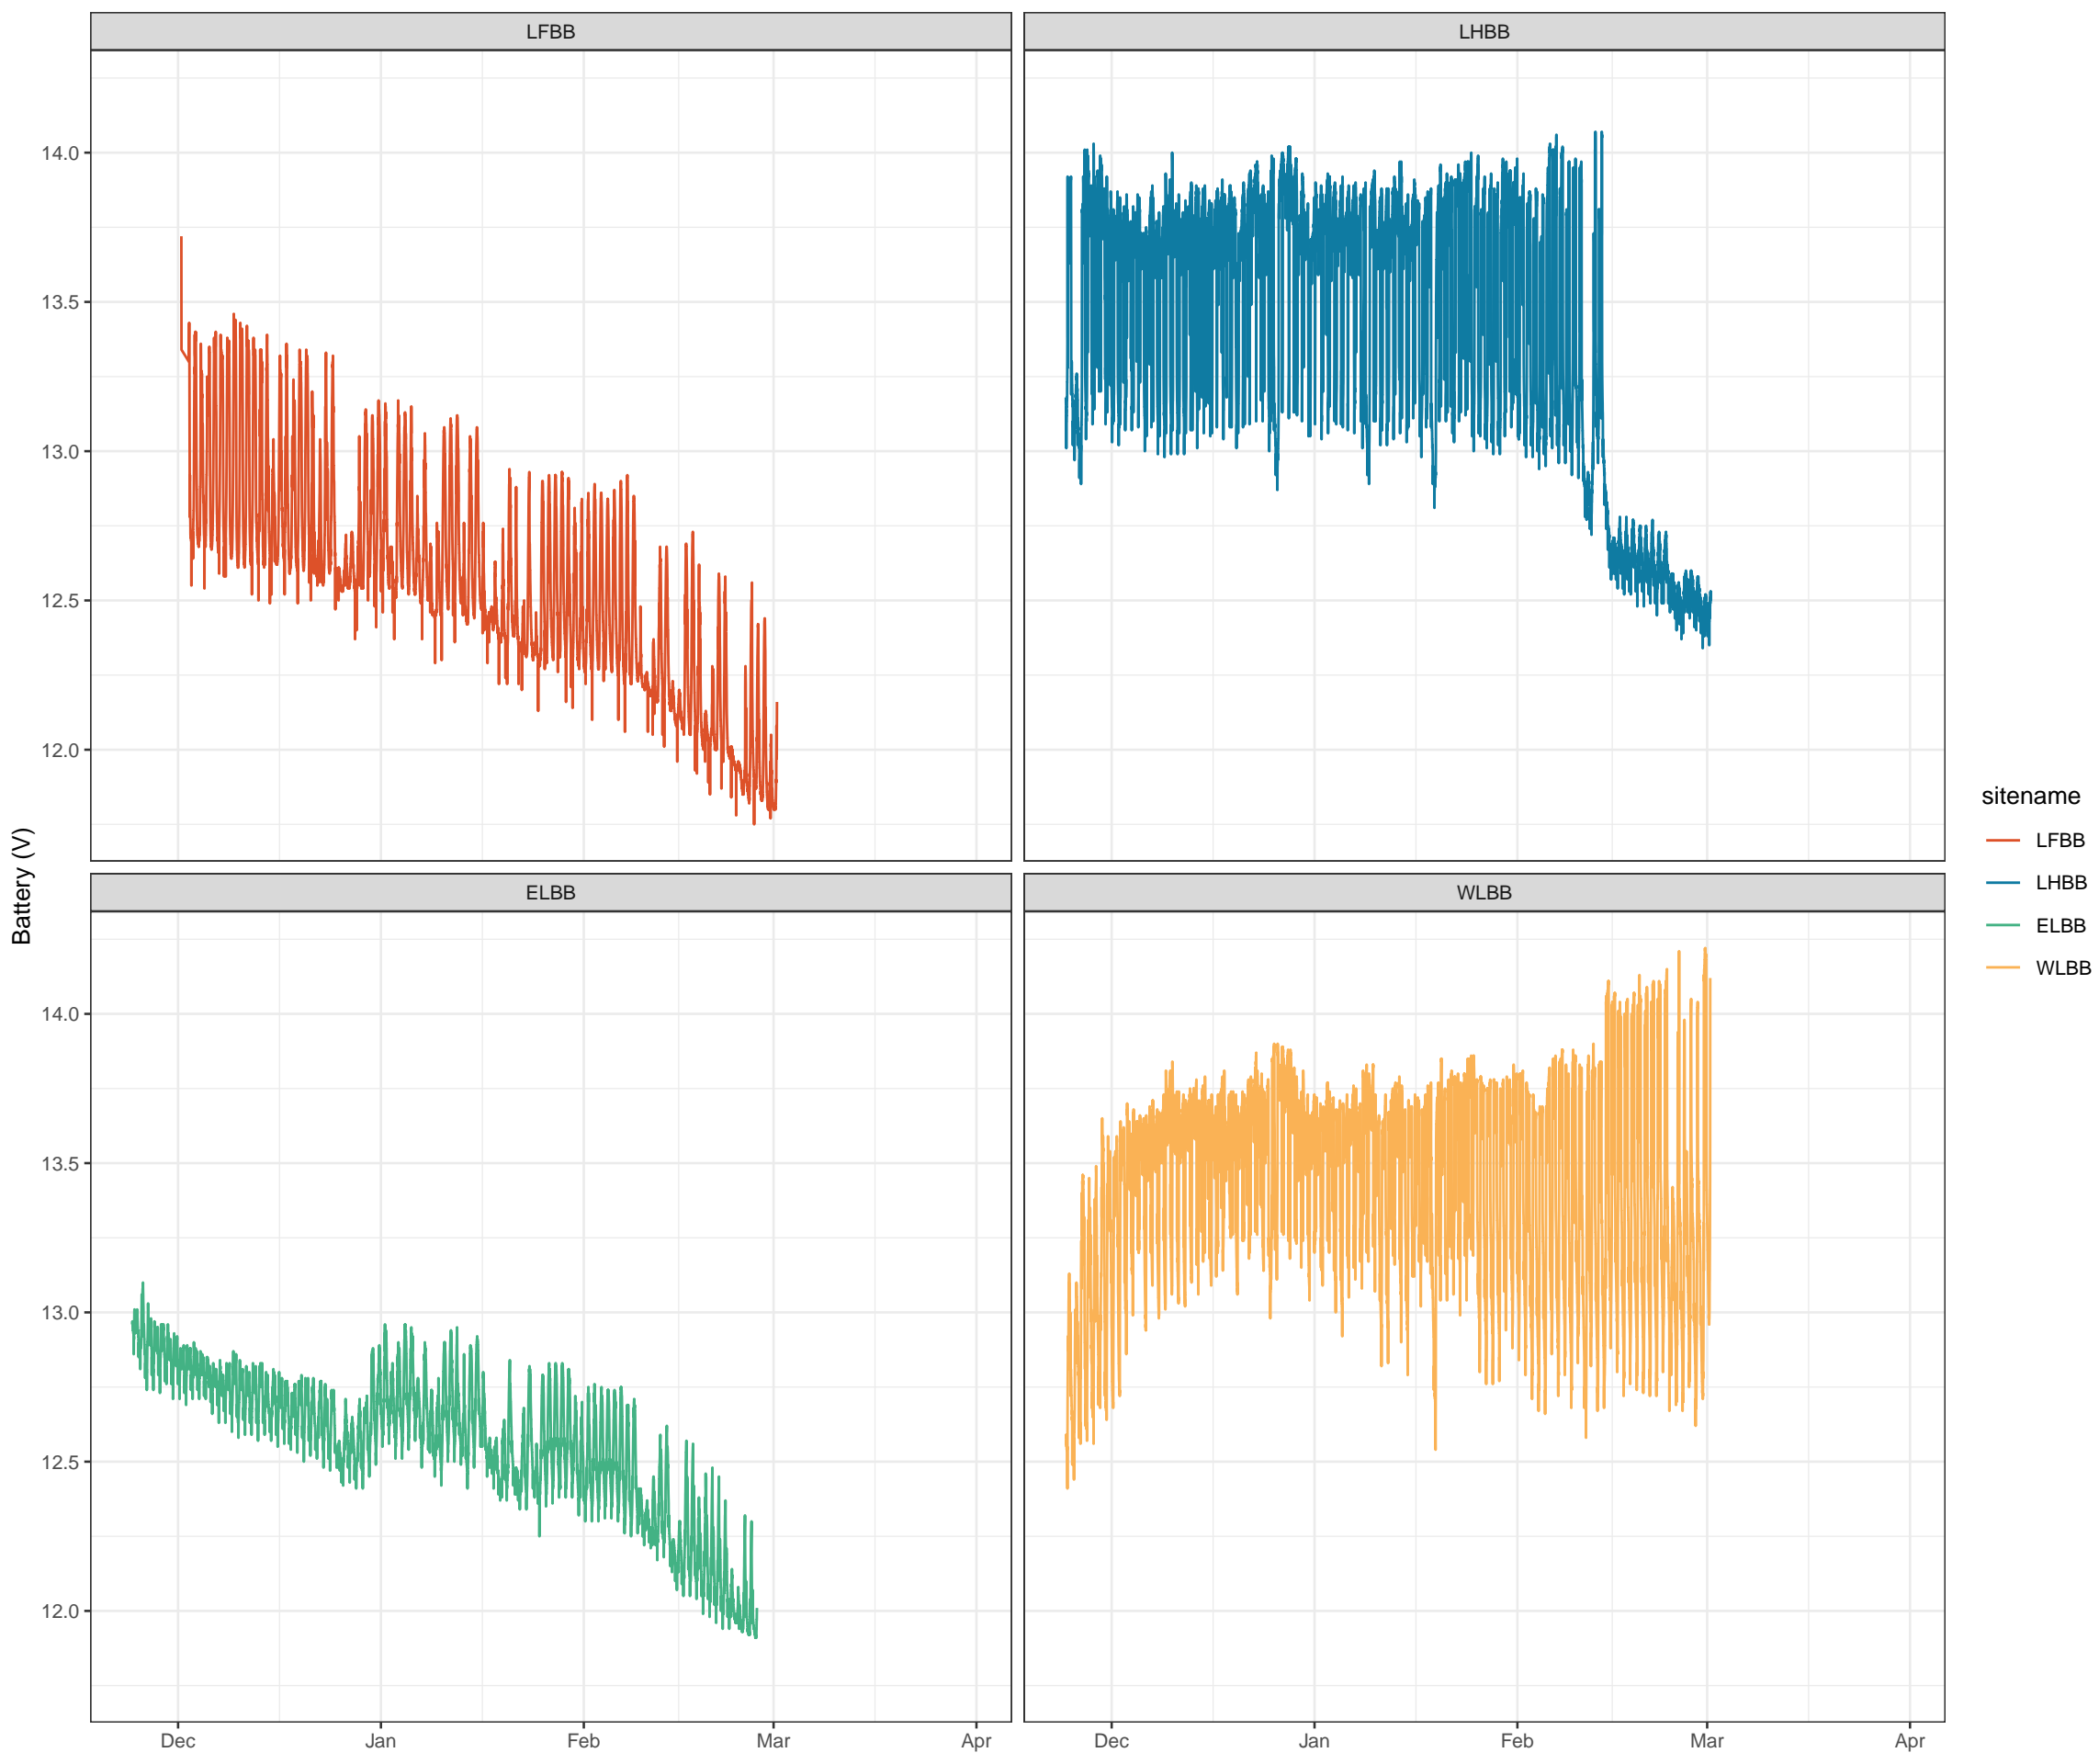 LFBB
LHBB
14.0
13.5
13.0
12.5
12.0
Battery (V)
ELBB
WLBB
14.0
13.5
13.0
12.5
12.0
Dec
Jan
Feb
Mar
Apr
Dec
Jan
Feb
Mar
Apr
sitename
LFBB
LHBB
ELBB
WLBB